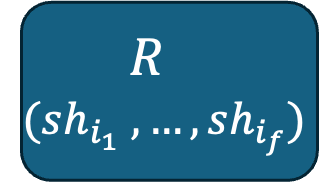 R
(sh_{i_1} , ..., sh_{i_f})